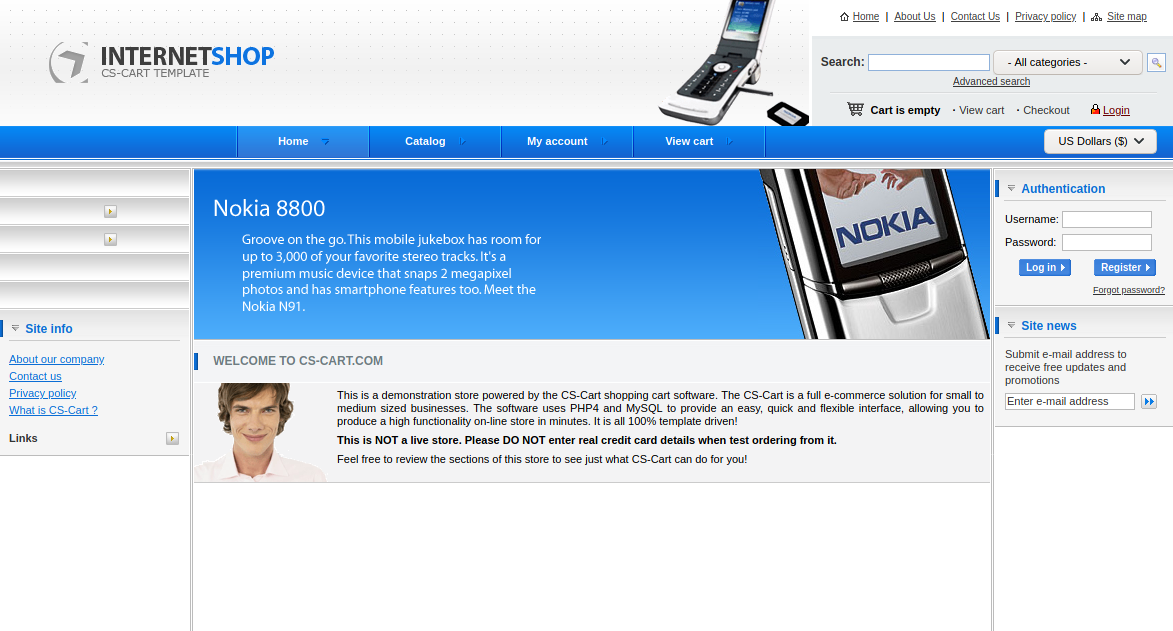 Home | About Us | Contact Us | Privacy policy | Site map
INTERNETSHOP
CS-CART TEMPLATE
Search: - All categories -
Advanced search
Cart is empty · View cart · Checkout Login
Home Catalog My account View cart US Dollars ($)
Site info
About our company
Contact us
Privacy policy
What is CS-Cart ?
Links
Nokia 8800
Groove on the go. This mobile jukebox has room for
up to 3,000 of your favorite stereo tracks. It's a
premium music device that snaps 2 megapixel
photos and has smartphone features too. Meet the
Nokia N91.
NOKIA
WELCOME TO CS-CART.COM
This is a demonstration store powered by the CS-Cart shopping cart software. The CS-Cart is a full e-commerce solution for small to
medium sized businesses. The software uses PHP4 and MySQL to provide an easy, quick and flexible interface, allowing you to
produce a high functionality on-line store in minutes. It is all 100% template driven!
This is NOT a live store. Please DO NOT enter real credit card details when test ordering from it.
Feel free to review the sections of this store to see just what CS-Cart can do for you!
Authentication
Username:
Password:
Log in Register
Forgot password?
Site news
Submit e-mail address to
receive free updates and
promotions
Enter e-mail address